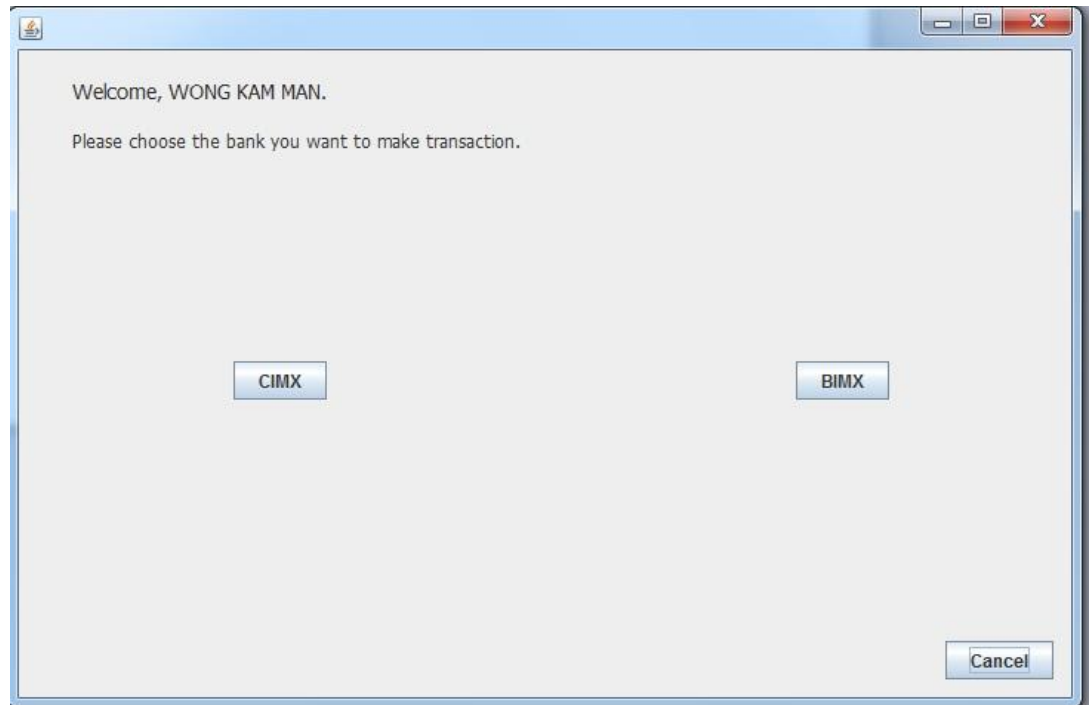 Welcome, WONG KAM MAN.
Please choose the bank you want to make transaction.
CIMX
BIMX
Cancel